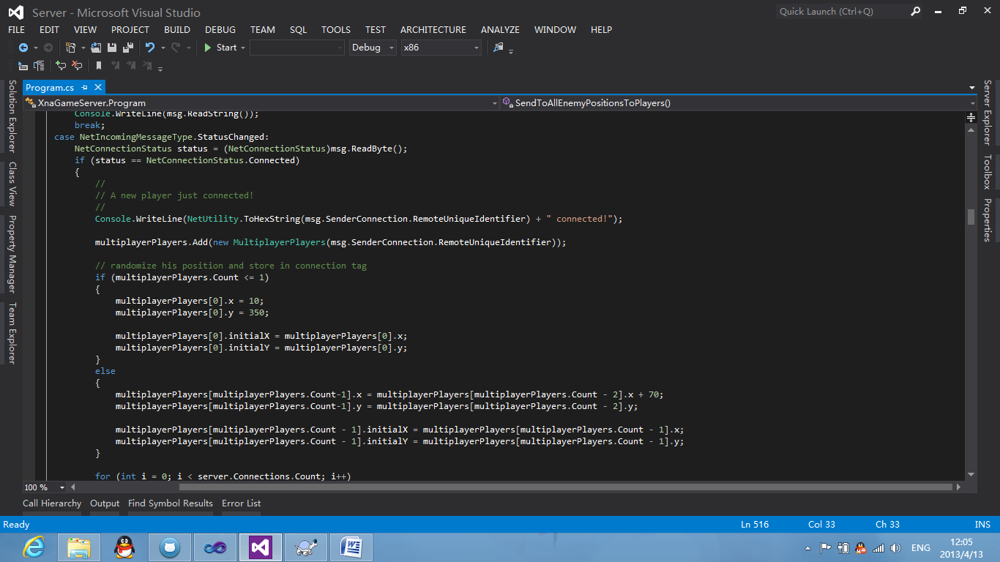 Server - Microsoft Visual Studio
Quick Launch (Ctrl+Q)
FILE EDIT VIEW PROJECT BUILD DEBUG TEAM SQL TOOLS TEST ARCHITECTURE ANALYZE WINDOW HELP
Start Debug x86
Solution Explorer
Class View
Property Manager
Team Explorer
Program.cs
XnaGameServer.Program SendToAllEnemyPositionsToPlayers()
Console.WriteLine(msg.ReadString());
break;
case NetIncomingMessageType.StatusChanged:
NetConnectionStatus status = (NetConnectionStatus)msg.ReadByte();
if (status == NetConnectionStatus.Connected)
{
//
// A new player just connected!
//
Console.WriteLine(NetUtility.ToHexString(msg.SenderConnection.RemoteUniqueIdentifier) + " connected!");
multiplayerPlayers.Add(new MultiplayerPlayers(msg.SenderConnection.RemoteUniqueIdentifier));
// randomize his position and store in connection tag
if (multiplayerPlayers.Count <= 1)
{
multiplayerPlayers[0].x = 10;
multiplayerPlayers[0].y = 350;
multiplayerPlayers[0].initialX = multiplayerPlayers[0].x;
multiplayerPlayers[0].initialY = multiplayerPlayers[0].y;
}
else
{
multiplayerPlayers[multiplayerPlayers.Count-1].x = multiplayerPlayers[multiplayerPlayers.Count - 2].x + 70;
multiplayerPlayers[multiplayerPlayers.Count-1].y = multiplayerPlayers[multiplayerPlayers.Count - 2].y;
multiplayerPlayers[multiplayerPlayers.Count - 1].initialX = multiplayerPlayers[multiplayerPlayers.Count - 1].x;
multiplayerPlayers[multiplayerPlayers.Count - 1].initialY = multiplayerPlayers[multiplayerPlayers.Count - 1].y;
}
for (int i = 0; i < server.Connections.Count; i++)
Server Explorer
Toolbox
Properties
100 %
Call Hierarchy Output Find Symbol Results Error List
Ready Ln 516 Col 33 Ch 33 INS
ENG
12:05
2013/4/13